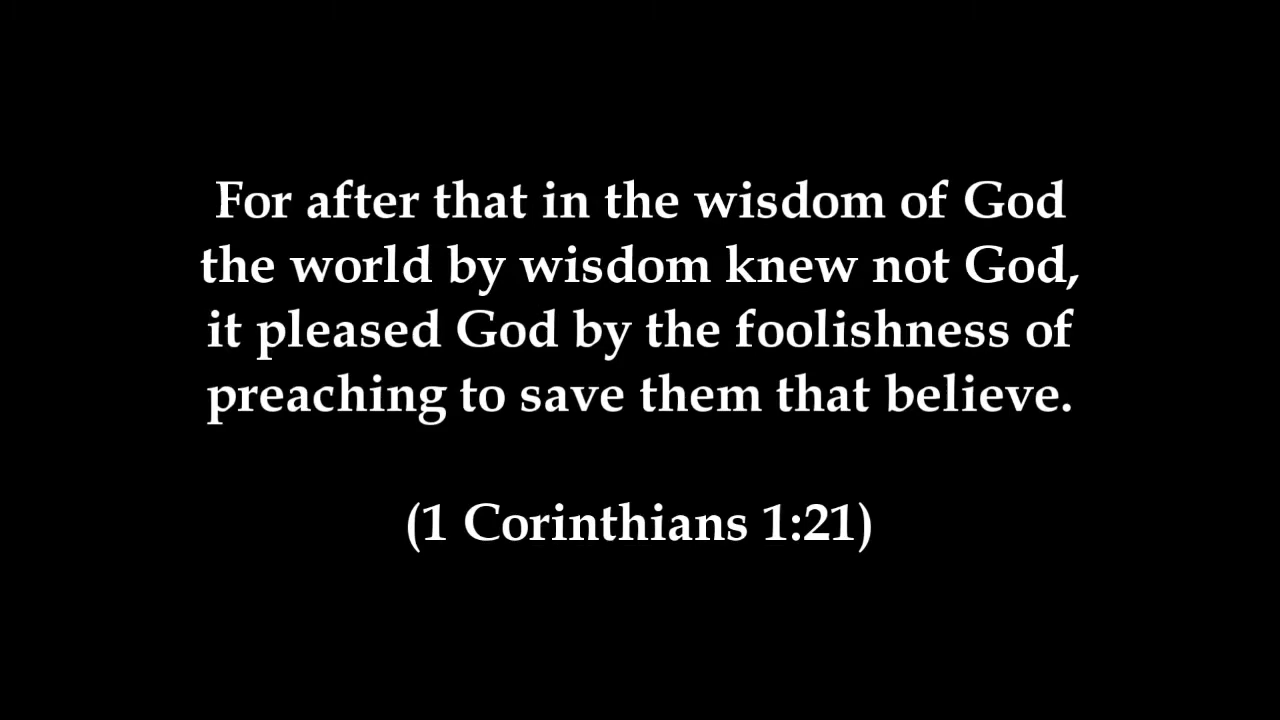 For after that in the wisdom of God
the world by wisdom knew not God,
it pleased God by the foolishness of
preaching to save them that believe.
(1 Corinthians 1:21)